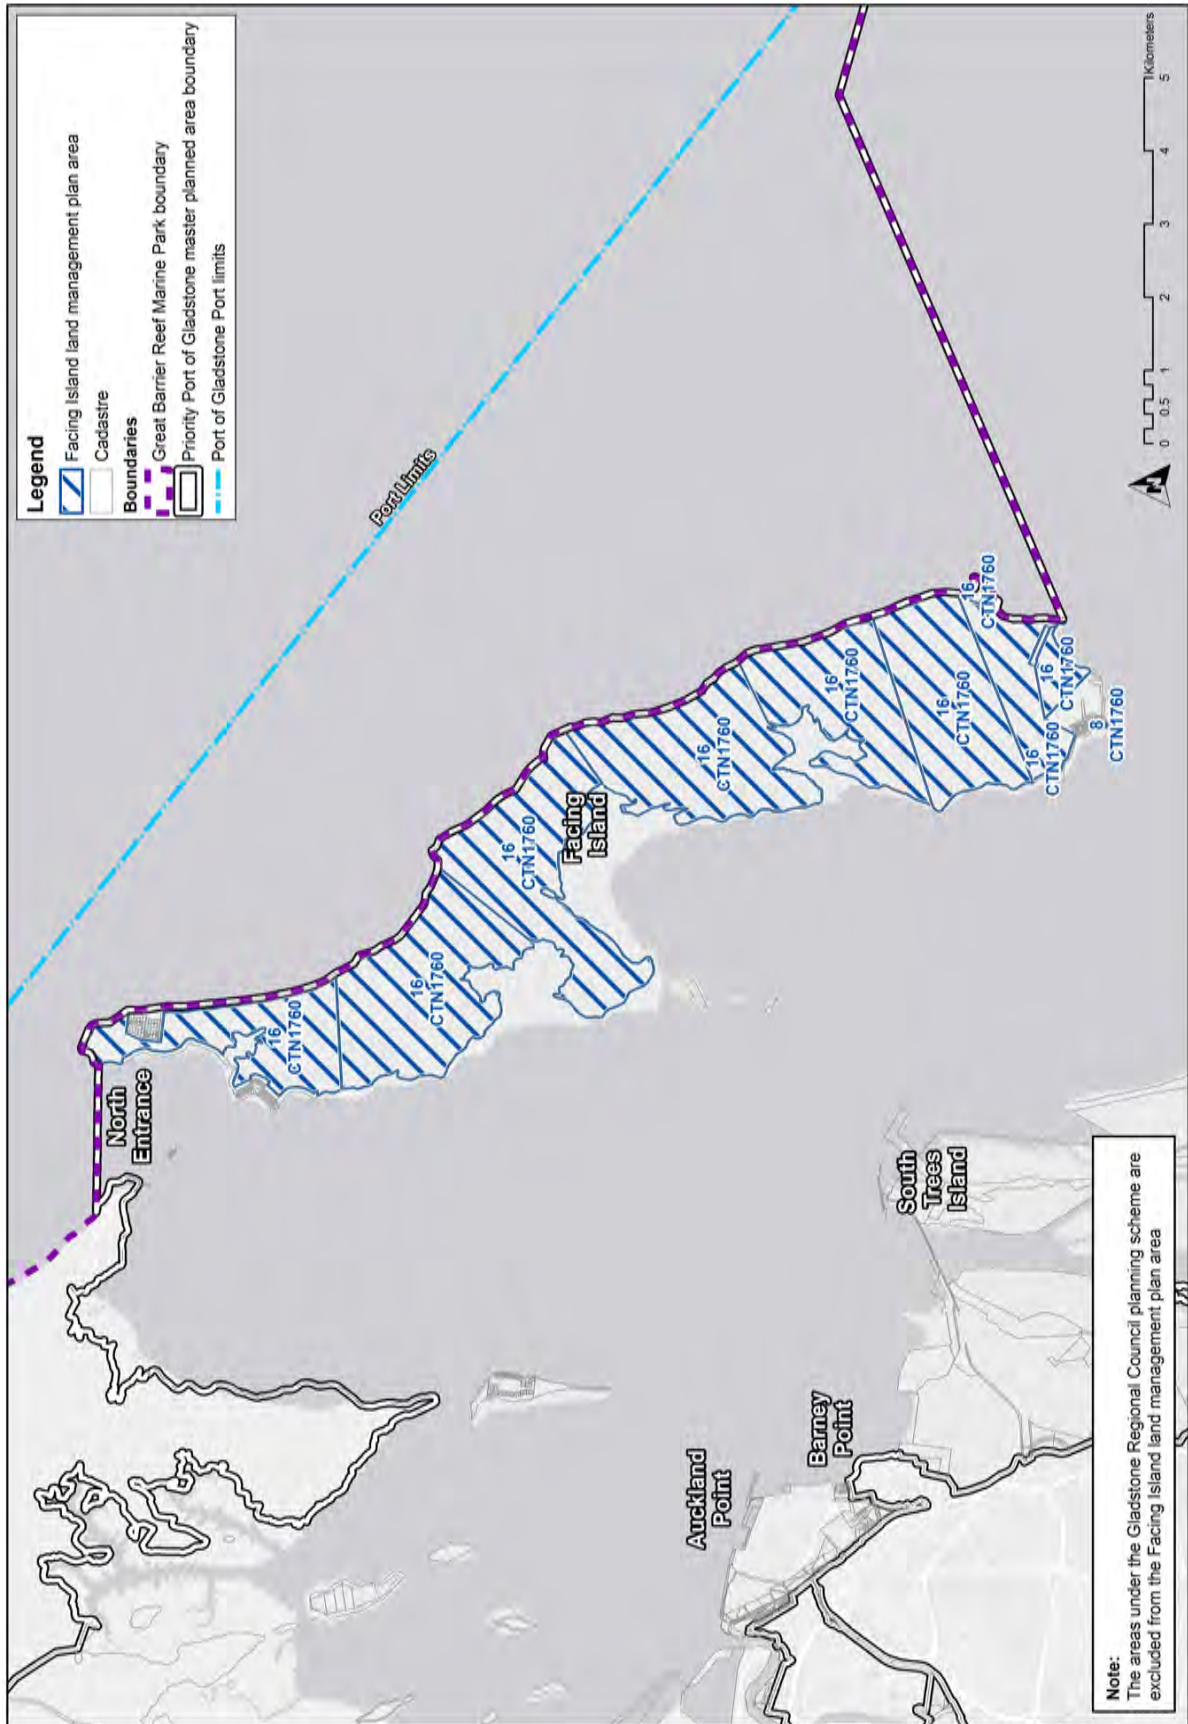 Legend
Facing Island land management plan area
Cadastre
Boundaries
Great Barrier Reef Marine Park boundary
Priority Port of Gladstone master planned area boundary
Port of Gladstone Port limits
Port Limits
North
Entrance
16
CTN1760
16
CTN1760
16
CTN1760
Facing
Island
16
CTN1760
16
CTN1760
16
CTN1760
16
CTN1760
16
CTN1760
16
CTN1760
8
CTN1760
Auckland
Point
Barney
Point
South
Trees
Island
N
0 0.5 1 2 3 4 5
Kilometers
Note:
The areas under the Gladstone Regional Council planning scheme are
excluded from the Facing Island land management plan area